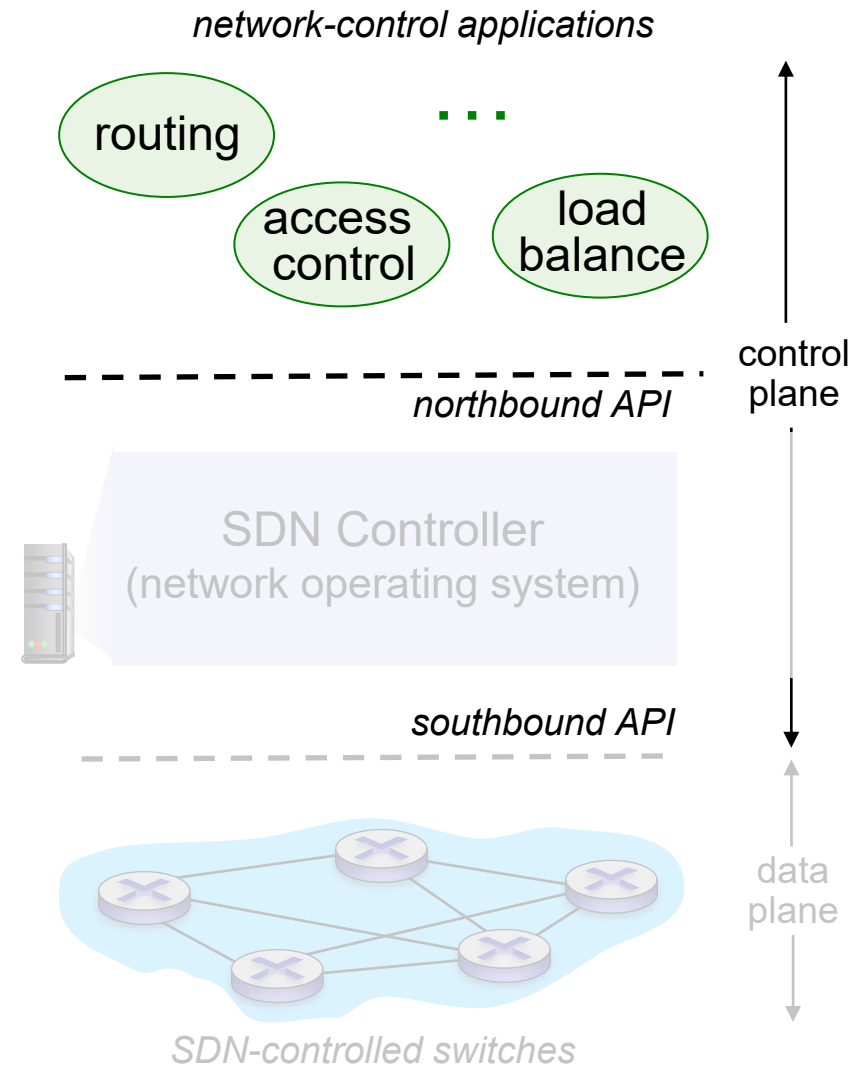 network-control applications
routing
...
access
control
load
balance
control
plane
northbound API
SDN Controller
(network operating system)
southbound API
data
plane
SDN-controlled switches